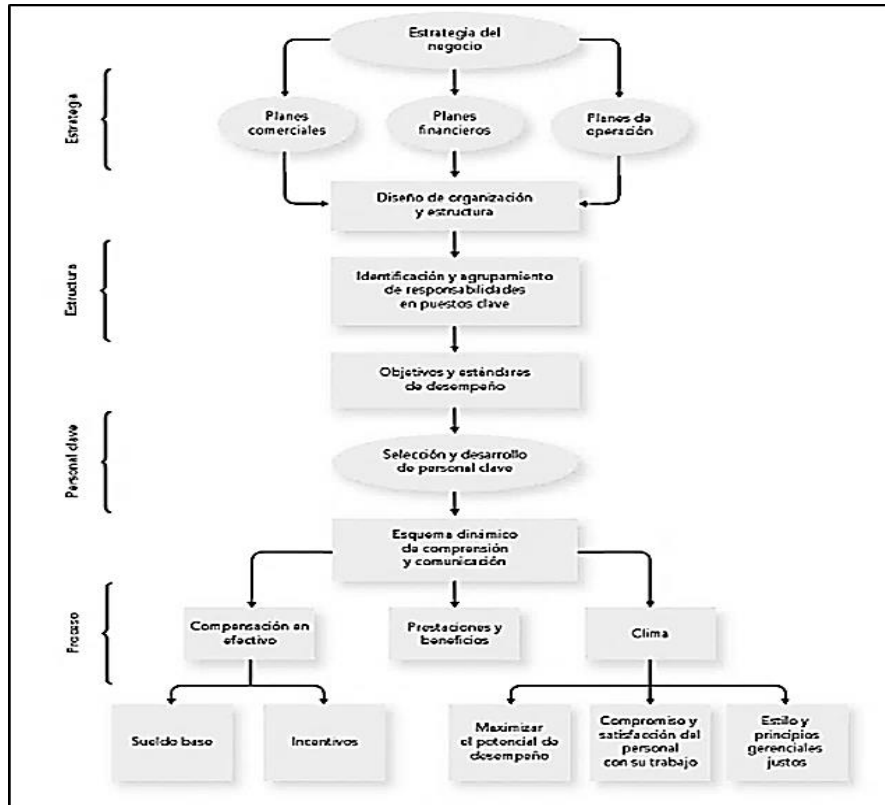 Estrategia del
negocio
Estrategia
Planes
comerciales
Planes
financieros
Planes de
operación
Diseño de organización
y estructura
Estructura
Identificación y agrupamiento
de responsabilidades
en puestos clave
Objetivos y estándares
de desempeño
Personal clave
Selección y desarrollo
de personal clave
Esquema dinámico
de comprensión
y comunicación
Proceso
Compensación en
efectivo
Prestaciones y
beneficios
Clima
Sueldo base
Incentivos
Maximizar
el potencial de
desempeño
Compromiso y
satisfacción del
personal
con su trabajo
Estilo y
principios
gerenciales
justos